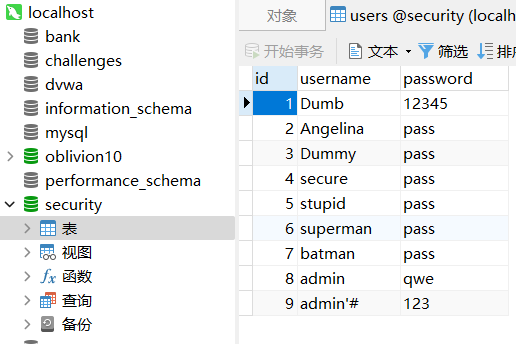 localhost
bank
challenges
dvwa
information_schema
mysql
oblivion10
performance_schema
security
表
视图
fx 函数
查询
备份
对象
users @security (localh
开始事务 文本 筛选 排
id username password
1 Dumb 12345
2 Angelina pass
3 Dummy pass
4 secure pass
5 stupid pass
6 superman pass
7 batman pass
8 admin qwe
9 admin'# 123